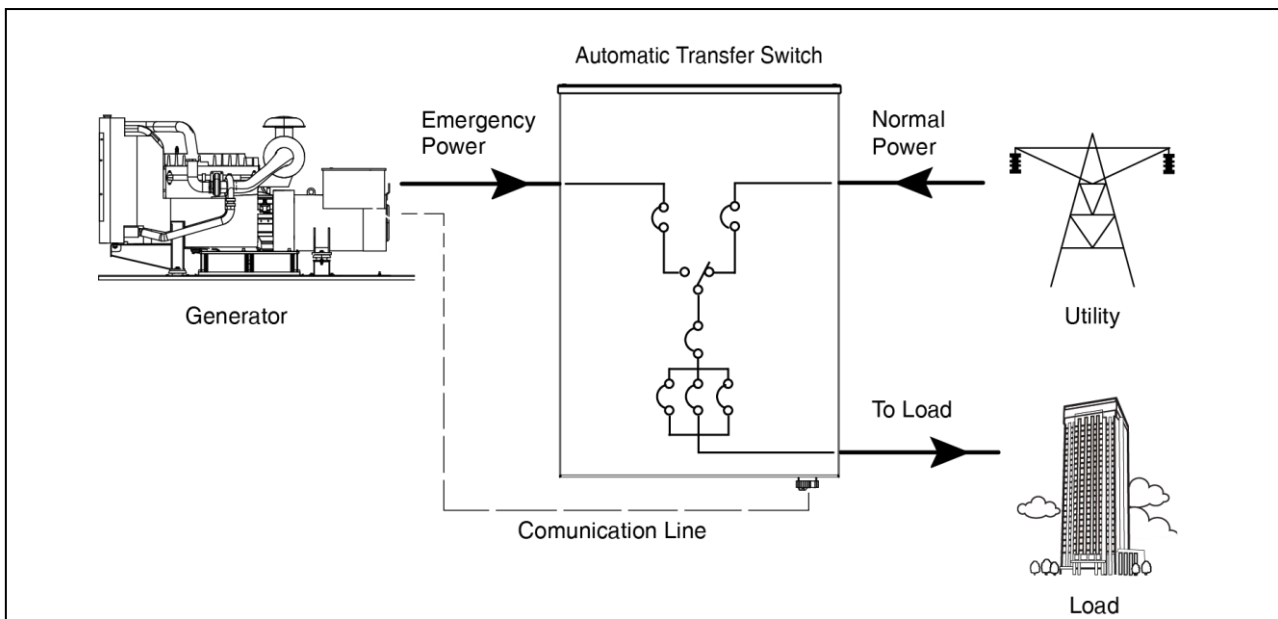 Automatic Transfer Switch
Emergency
Power
Normal
Power
Generator
Utility
To Load
Comunication Line
Load